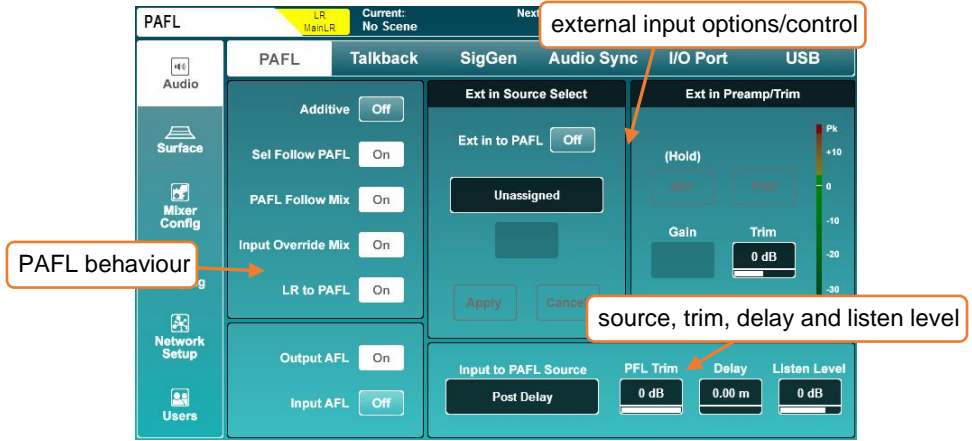 PAFL
LR
MainLR
Current:
No Scene
Nex
external input options/control
Audio
PAFL
Talkback
SigGen
Audio Sync
I/O Port
USB
Additive
Off
Sel Follow PAFL
On
PAFL Follow Mix
On
Input Override Mix
On
LR to PAFL
On
Output AFL
On
Input AFL
Off
Ext in Source Select
Ext in to PAFL
Off
Unassigned
Apply
Cancel
Ext in Preamp/Trim
(Hold)
Gain
Trim
0 dB
Pk
+10
0
-10
-20
-30
Surface
Mixer
Config
PAFL behaviour
g
Network
Setup
Users
source, trim, delay and listen level
Input to PAFL Source
Post Delay
PFL Trim
0 dB
Delay
0.00 m
Listen Level
0 dB